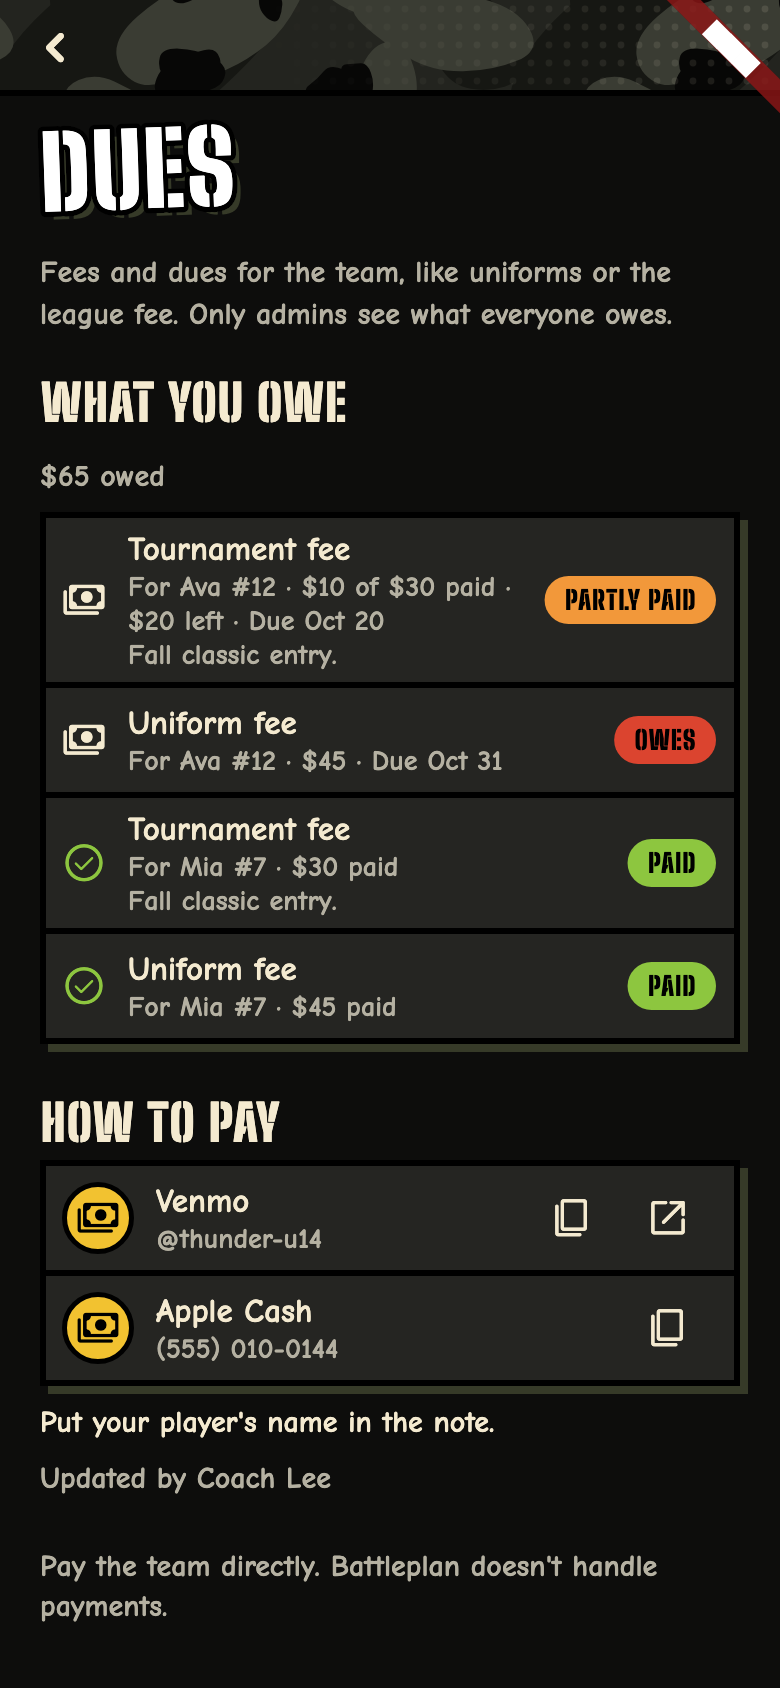 DUES
Fees and dues for the team, like uniforms or the
league fee. Only admins see what everyone owes.
WHAT YOU OWE
$65 owed
Tournament fee
For Ava #12 · $10 of $30 paid ·
$20 left · Due Oct 20
Fall classic entry.
PARTLY PAID
Uniform fee
For Ava #12 · $45 · Due Oct 31
OWES
Tournament fee
For Mia #7 · $30 paid
Fall classic entry.
PAID
Uniform fee
For Mia #7 · $45 paid
PAID
HOW TO PAY
Venmo
@thunder-u14
Apple Cash
(555) 010-0144
Put your player's name in the note.
Updated by Coach Lee
Pay the team directly. Battleplan doesn't handle
payments.